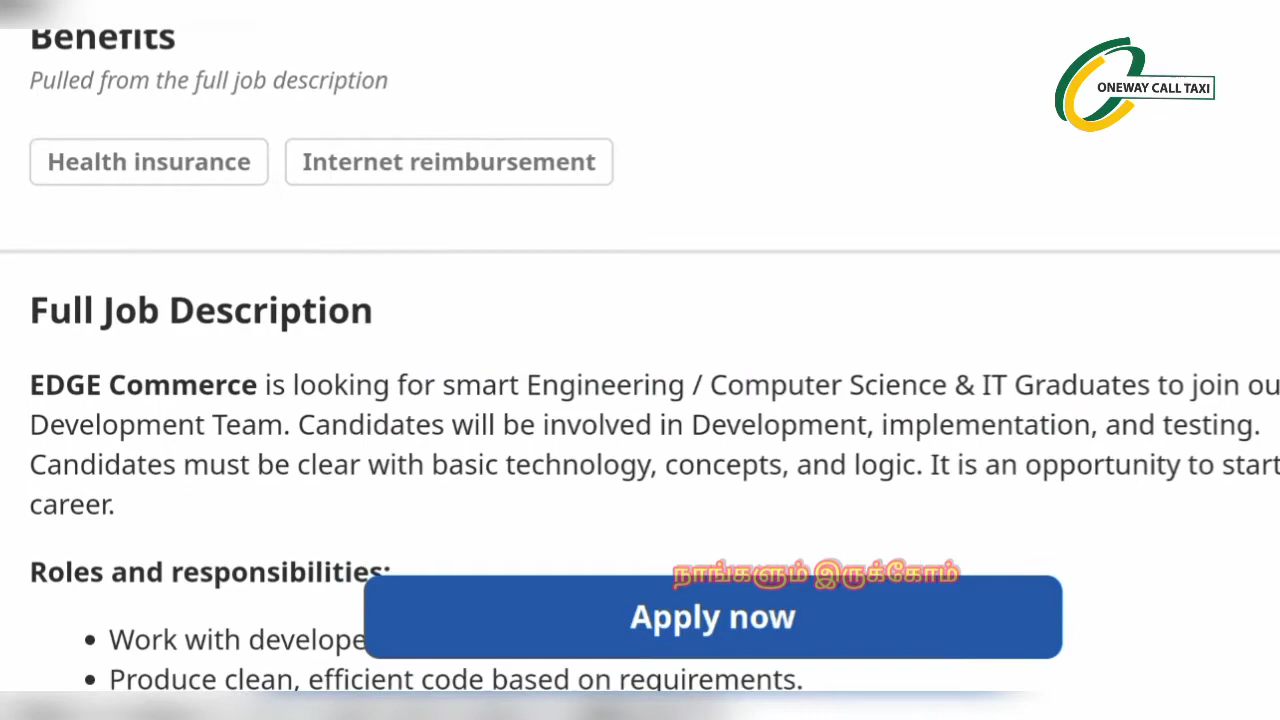 Benefits
Pulled from the full job description
ONEWAY CALL TAXI
Health insurance
Internet reimbursement
Full Job Description
EDGE Commerce is looking for smart Engineering / Computer Science & IT Graduates to join ou
Development Team. Candidates will be involved in Development, implementation, and testing.
Candidates must be clear with basic technology, concepts, and logic. It is an opportunity to start
career.
Roles and responsibilities:
நாங்களும் இருக்கோம்
Apply now
Work with develope
Produce clean, efficient code based on requirements.